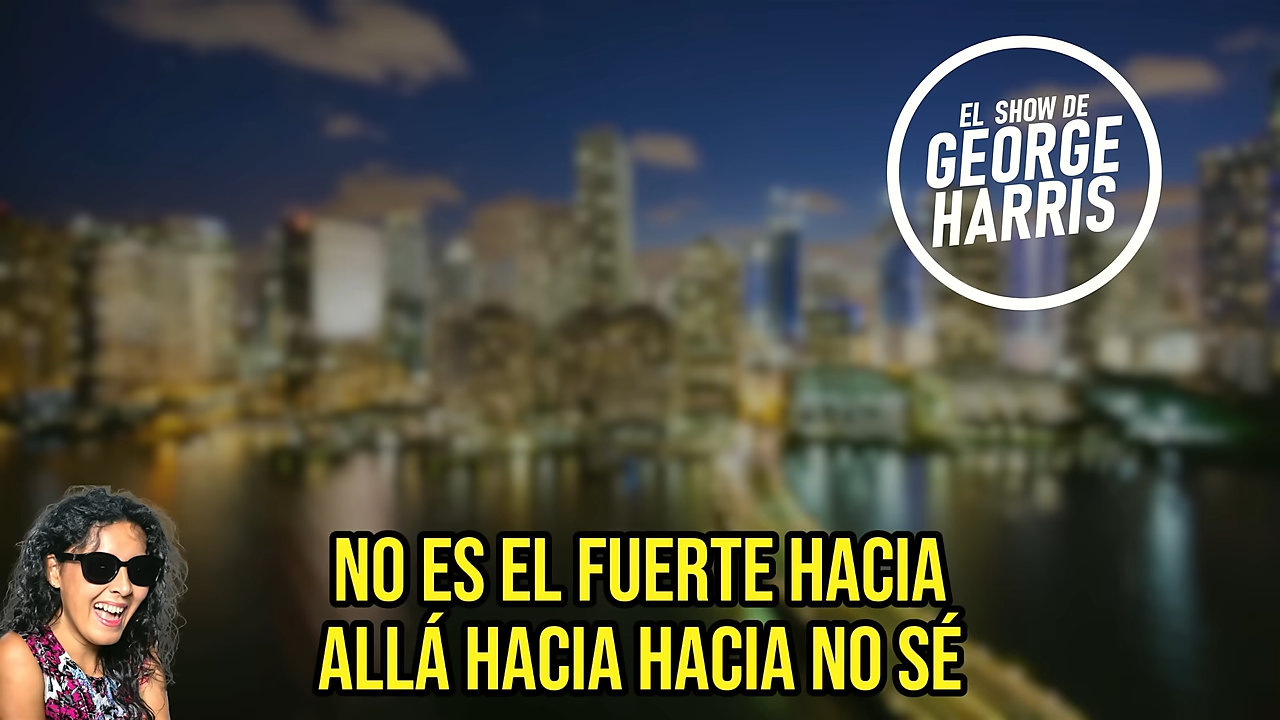 EL SHOW DE
GEORGE
HARRIS
NO ES EL FUERTE HACIA
ALLÁ HACIA HACIA NO SÉ